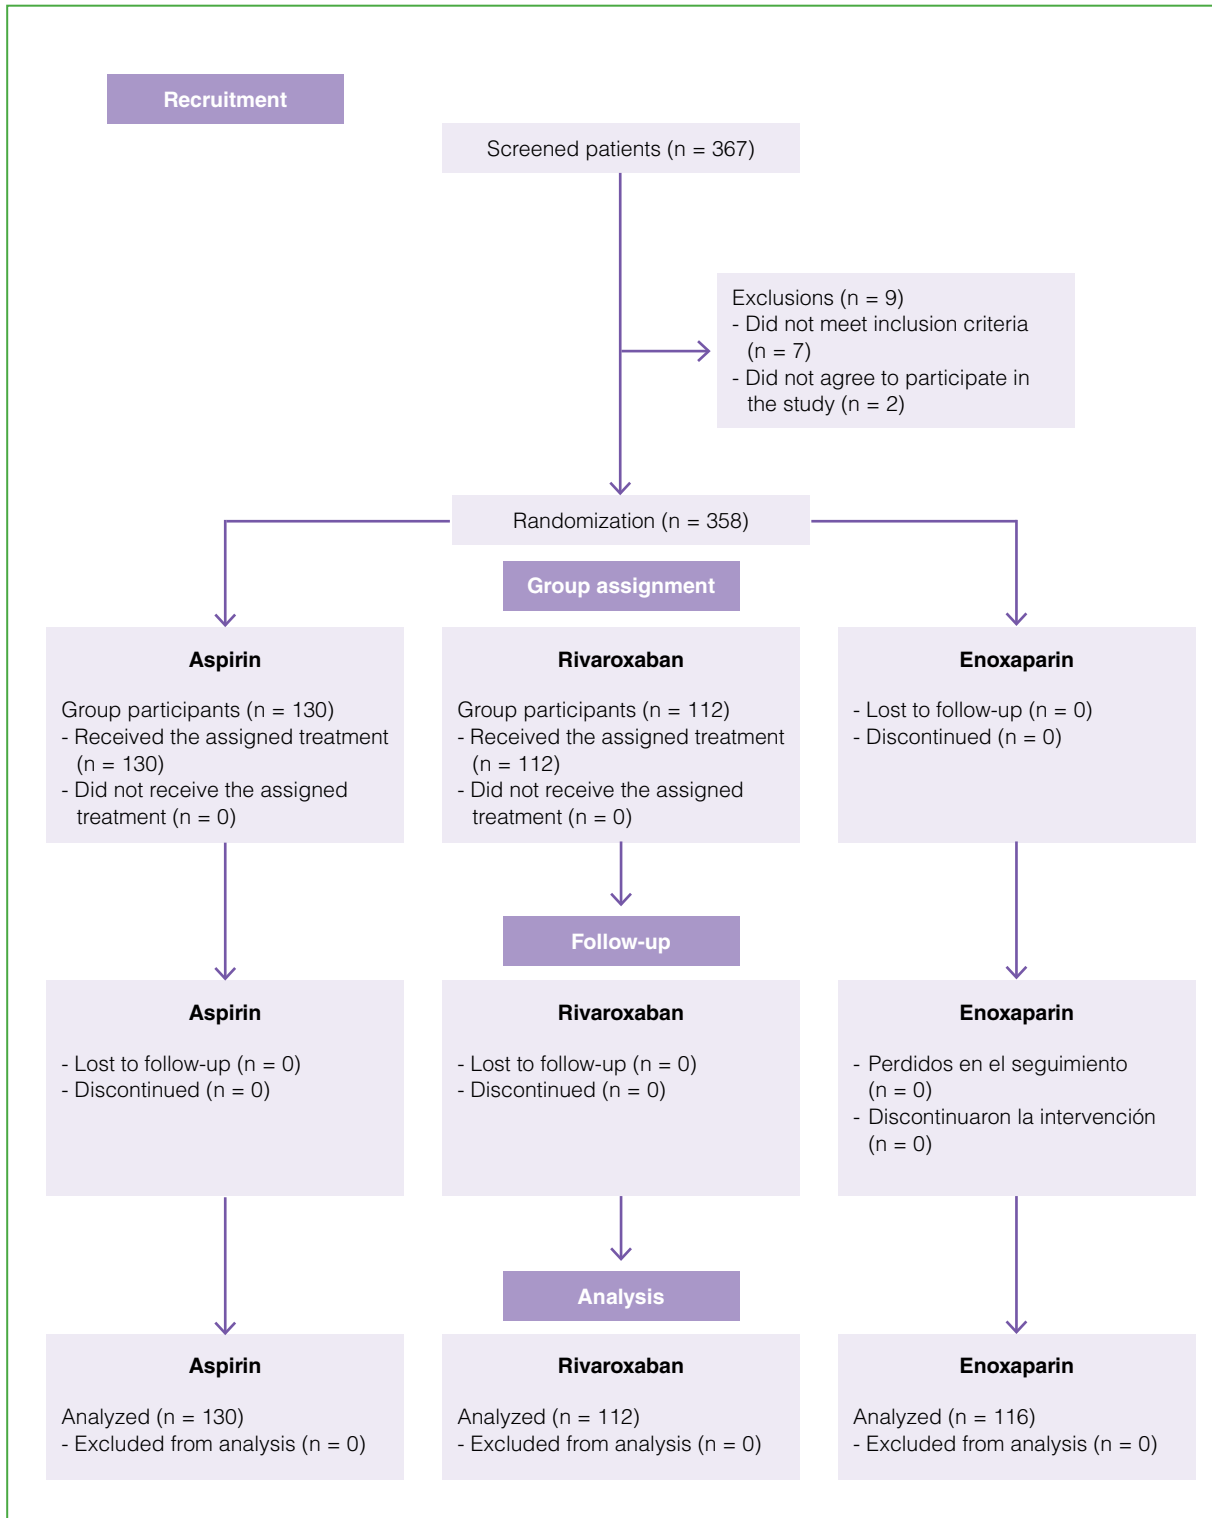 Recruitment
Screened patients (n = 367)
Exclusions (n = 9)
- Did not meet inclusion criteria
(n = 7)
- Did not agree to participate in
the study (n = 2)
Randomization (n = 358)
Group assignment
Aspirin
Group participants (n = 130)
- Received the assigned treatment
(n = 130)
- Did not receive the assigned
treatment (n = 0)
Rivaroxaban
Group participants (n = 112)
- Received the assigned treatment
(n = 112)
- Did not receive the assigned
treatment (n = 0)
Enoxaparin
- Lost to follow-up (n = 0)
- Discontinued (n = 0)
Follow-up
Aspirin
- Lost to follow-up (n = 0)
- Discontinued (n = 0)
Rivaroxaban
- Lost to follow-up (n = 0)
- Discontinued (n = 0)
Enoxaparin
- Perdidos en el seguimiento
(n = 0)
- Discontinuaron la intervención
(n = 0)
Analysis
Aspirin
Analyzed (n = 130)
- Excluded from analysis (n = 0)
Rivaroxaban
Analyzed (n = 112)
- Excluded from analysis (n = 0)
Enoxaparin
Analyzed (n = 116)
- Excluded from analysis (n = 0)